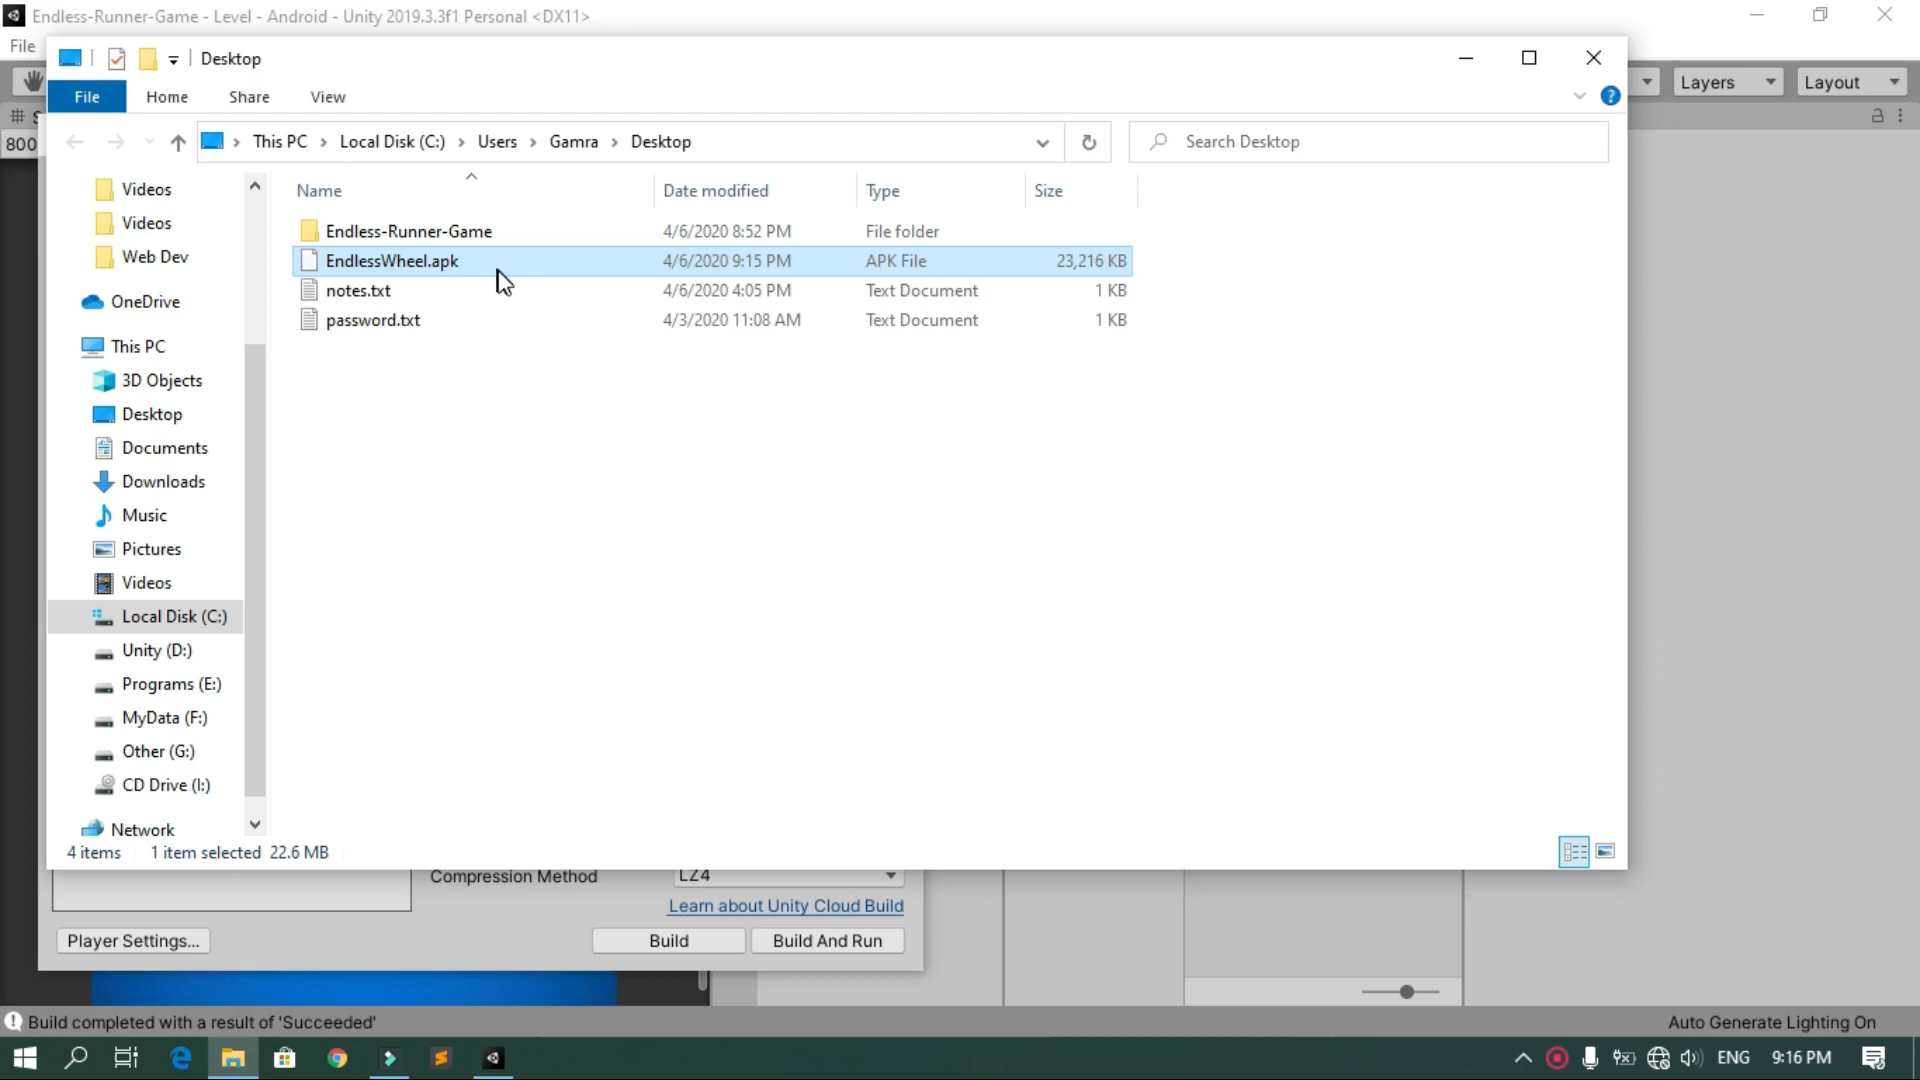 Endless-Runner-Game - Level - Android - Unity 2019.3.3f1 Personal <DX11>
File
Desktop
File Home Share View
Layers Layout
This PC > Local Disk (C:) > Users > Gamra > Desktop
Search Desktop
800
Name Date modified Type Size
Endless-Runner-Game 4/6/2020 8:52 PM File folder
EndlessWheel.apk 4/6/2020 9:15 PM APK File 23,216 KB
notes.txt 4/6/2020 4:05 PM Text Document 1 KB
password.txt 4/3/2020 11:08 AM Text Document 1 KB
Videos
Videos
Web Dev
OneDrive
This PC
3D Objects
Desktop
Documents
Downloads
Music
Pictures
Videos
Local Disk (C:)
Unity (D:)
Programs (E:)
MyData (F:)
Other (G:)
CD Drive (I:)
Network
4 items 1 item selected 22.6 MB
Compression Method LZ4
Learn about Unity Cloud Build
Player Settings... Build Build And Run
Build completed with a result of 'Succeeded' Auto Generate Lighting On
ENG 9:16 PM